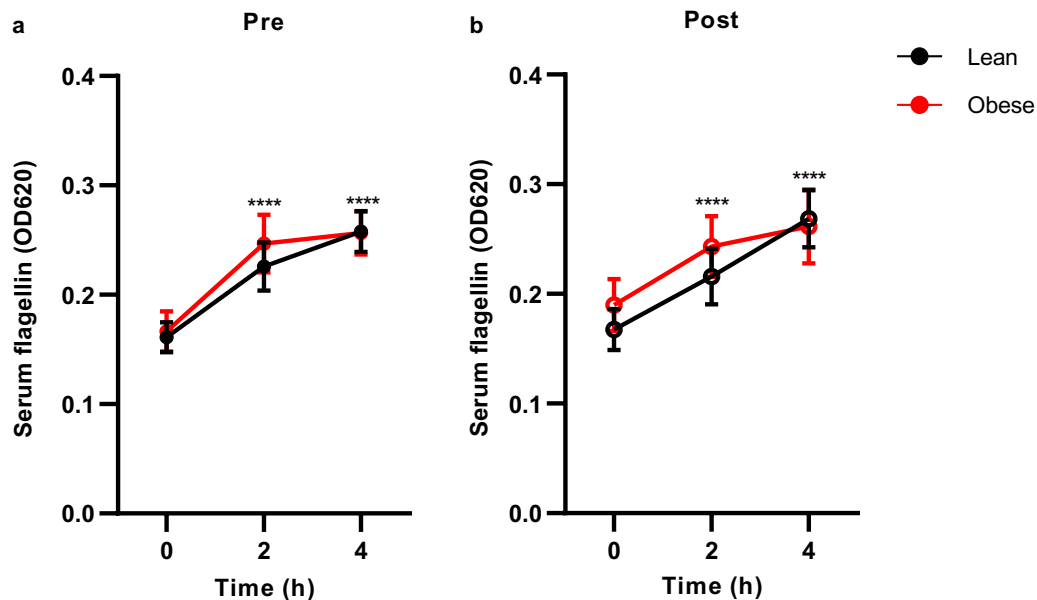 a
Pre
Serum flagellin (OD620)
0.4
0.3
0.2
0.1
0.0
****
****
0 2 4
Time (h)
b
Post
Serum flagellin (OD620)
0.4
0.3
0.2
0.1
0.0
****
****
0 2 4
Time (h)
Lean
Obese